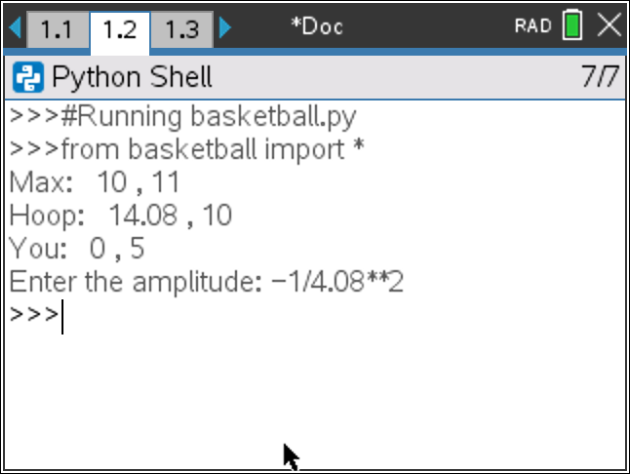 1.1 1.2 1.3 *Doc RAD
Python Shell 7/7
>>>#Running basketball.py
>>>from basketball import *
Max:   10 , 11
Hoop:   14.08 , 10
You:   0 , 5
Enter the amplitude: −1/4.08**2
>>>